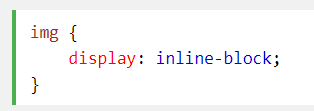 img {
    display: inline-block;
}